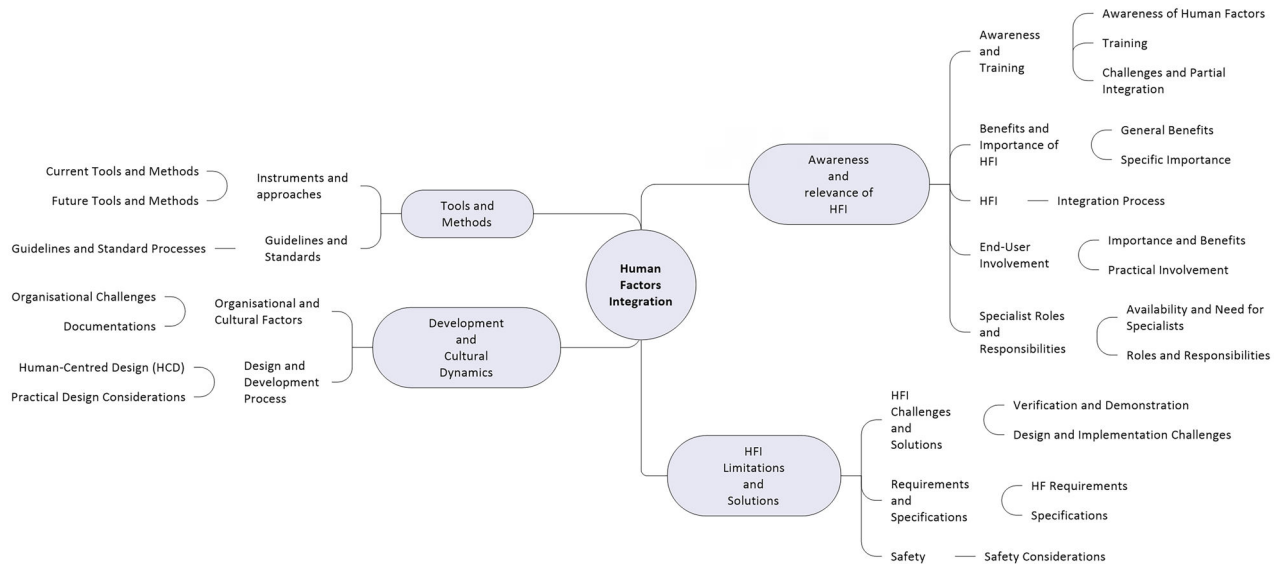 Human
Factors
Integration
Awareness
and
relevance of
HFI
Awareness
and
Training
Awareness of Human Factors
Training
Challenges and Partial
Integration
Benefits and
Importance of
HFI
General Benefits
Specific Importance
HFI
Integration Process
End-User
Involvement
Importance and Benefits
Practical Involvement
Specialist Roles
and
Responsibilities
Availability and Need for
Specialists
Roles and Responsibilities
HFI
Limitations
and
Solutions
HFI
Challenges
and
Solutions
Verification and Demonstration
Design and Implementation Challenges
Requirements
and
Specifications
HF Requirements
Specifications
Safety
Safety Considerations
Tools and
Methods
Instruments and
approaches
Current Tools and Methods
Future Tools and Methods
Guidelines and
Standards
Guidelines and Standard Processes
Development
and
Cultural
Dynamics
Organisational and
Cultural Factors
Organisational Challenges
Documentations
Design and
Development
Process
Human-Centred Design (HCD)
Practical Design Considerations